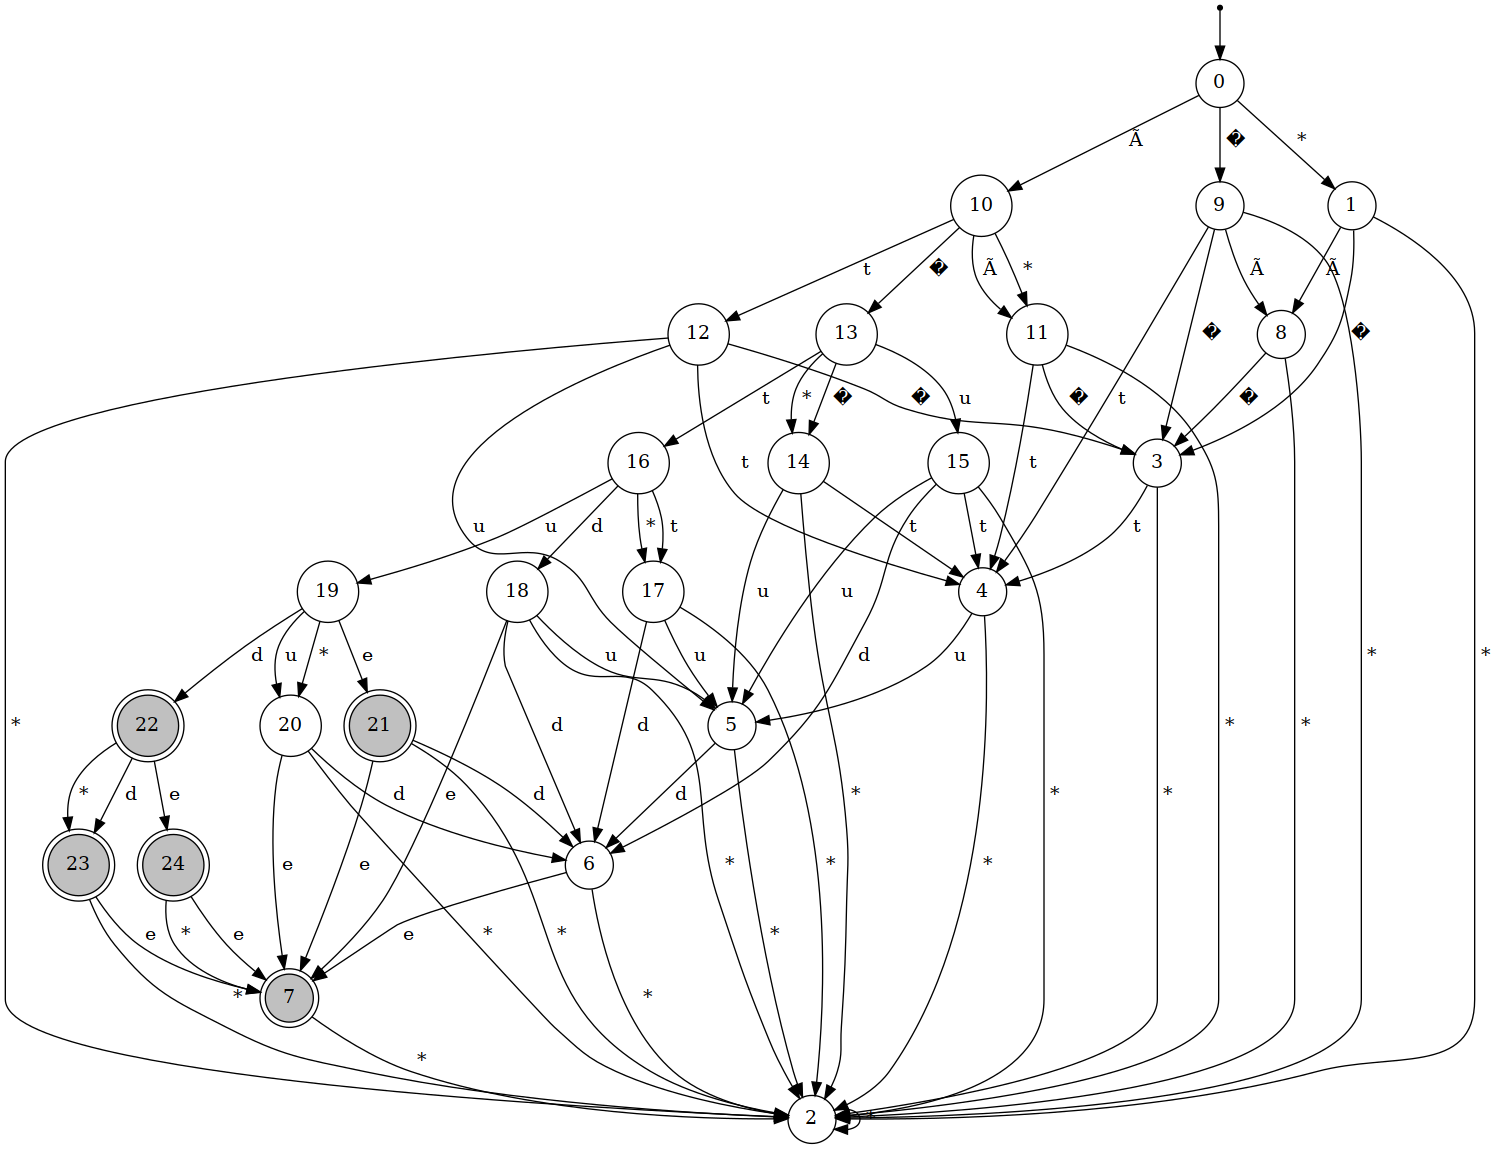 0
Ã � *
10 9 1
t � Ã * Ã Ã
12 13 11 � 8 �
t * � � u � t �
16 14 15 3
t t
u u d * t t t t
19 18 17 4
u u
d u * e u u d u * *
22 20 21 d d 5
* * *
* d e d d e d * * *
23 24 6
e e * *
e * e e * * *
* 7 *
*
2 *